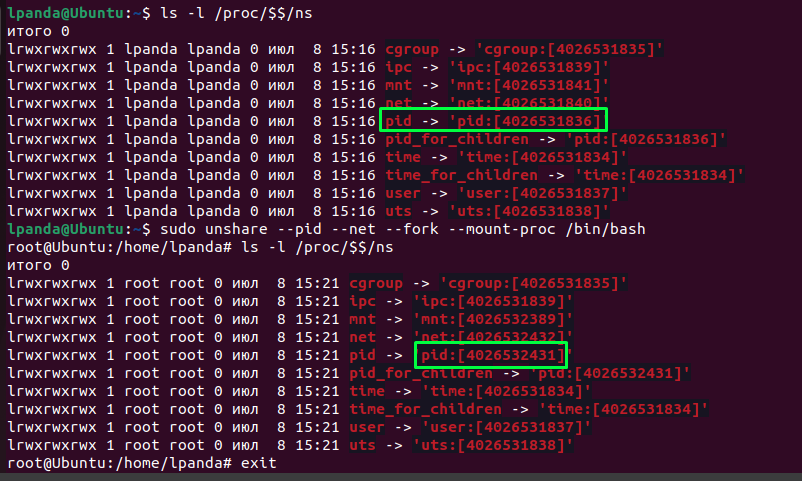 lpanda@Ubuntu:~$ ls -l /proc/$$/ns
итого 0
lrwxrwxrwx 1 lpanda lpanda 0 июл  8 15:16 cgroup -> 'cgroup:[4026531835]'
lrwxrwxrwx 1 lpanda lpanda 0 июл  8 15:16 ipc -> 'ipc:[4026531839]'
lrwxrwxrwx 1 lpanda lpanda 0 июл  8 15:16 mnt -> 'mnt:[4026531841]'
lrwxrwxrwx 1 lpanda lpanda 0 июл  8 15:16 net -> 'net:[4026531840]'
lrwxrwxrwx 1 lpanda lpanda 0 июл  8 15:16 pid -> 'pid:[4026531836]
lrwxrwxrwx 1 lpanda lpanda 0 июл  8 15:16 pid_for_children -> 'pid:[4026531836]'
lrwxrwxrwx 1 lpanda lpanda 0 июл  8 15:16 time -> 'time:[4026531834]'
lrwxrwxrwx 1 lpanda lpanda 0 июл  8 15:16 time_for_children -> 'time:[4026531834]'
lrwxrwxrwx 1 lpanda lpanda 0 июл  8 15:16 user -> 'user:[4026531837]'
lrwxrwxrwx 1 lpanda lpanda 0 июл  8 15:16 uts -> 'uts:[4026531838]'
lpanda@Ubuntu:~$ sudo unshare --pid --net --fork --mount-proc /bin/bash
root@Ubuntu:/home/lpanda# ls -l /proc/$$/ns
итого 0
lrwxrwxrwx 1 root root 0 июл  8 15:21 cgroup -> 'cgroup:[4026531835]'
lrwxrwxrwx 1 root root 0 июл  8 15:21 ipc -> 'ipc:[4026531839]'
lrwxrwxrwx 1 root root 0 июл  8 15:21 mnt -> 'mnt:[4026532389]'
lrwxrwxrwx 1 root root 0 июл  8 15:21 net -> 'net:[4026532432]'
lrwxrwxrwx 1 root root 0 июл  8 15:21 pid -> 'pid:[4026532431]'
lrwxrwxrwx 1 root root 0 июл  8 15:21 pid_for_children -> 'pid:[4026532431]'
lrwxrwxrwx 1 root root 0 июл  8 15:21 time -> 'time:[4026531834]'
lrwxrwxrwx 1 root root 0 июл  8 15:21 time_for_children -> 'time:[4026531834]'
lrwxrwxrwx 1 root root 0 июл  8 15:21 user -> 'user:[4026531837]'
lrwxrwxrwx 1 root root 0 июл  8 15:21 uts -> 'uts:[4026531838]'
root@Ubuntu:/home/lpanda# exit